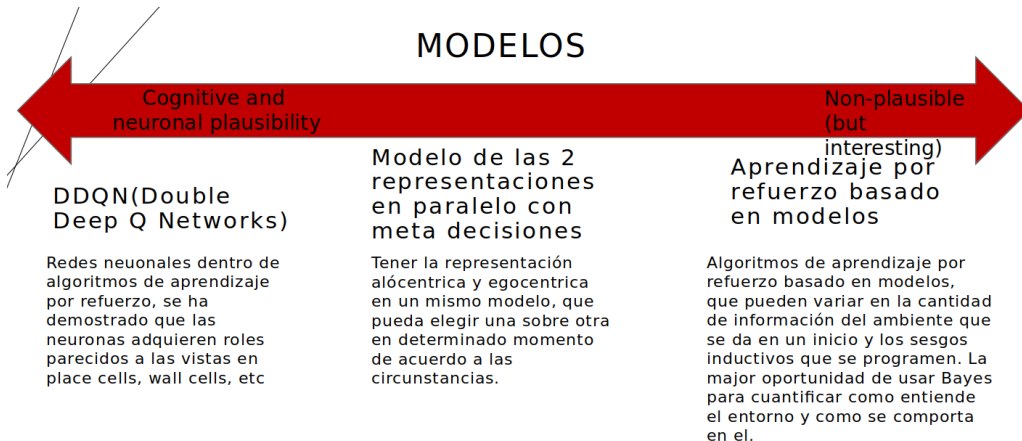 MODELOS
Cognitive and
neuronal plausibility
Non-plausible
(but
interesting)
DDQN(Double
Deep Q Networks)
Redes neuonales dentro de
algoritmos de aprendizaje
por refuerzo, se ha
demostrado que las
neuronas adquieren roles
parecidos a las vistas en
place cells, wall cells, etc
Modelo de las 2
representaciones
en paralelo con
meta decisiones
Tener la representación
alócentrica y egocentrica
en un mismo modelo, que
pueda elegir una sobre otra
en determinado momento
de acuerdo a las
circunstancias.
Aprendizaje por
refuerzo basado
en modelos
Algoritmos de aprendizaje por
refuerzo basado en modelos,
que pueden variar en la cantidad
de información del ambiente que
se da en un inicio y los sesgos
inductivos que se programen. La
major oportunidad de usar Bayes
para cuantificar como entiende
el entorno y como se comporta
en el.